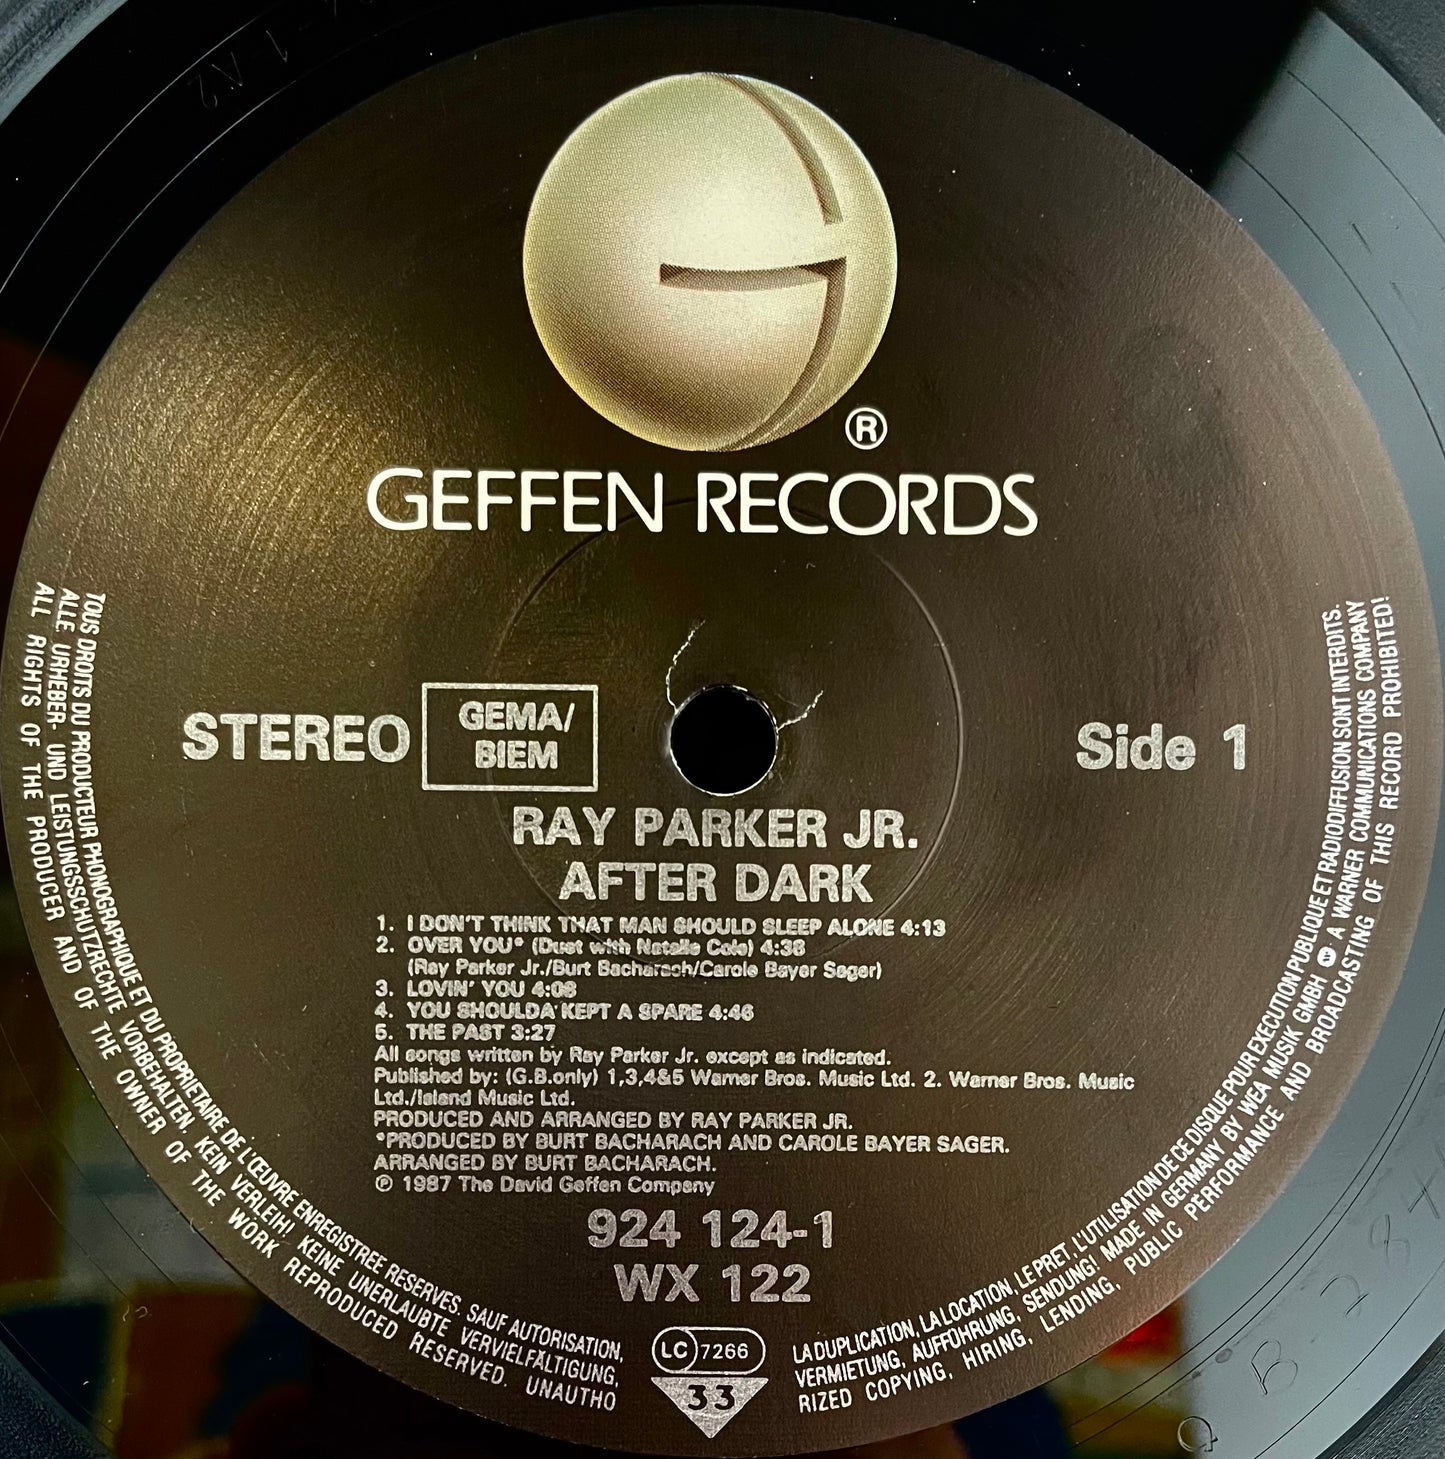 ®
GEFFEN RECORDS
STEREO
GEMA/
BIEM
Side 1
RAY PARKER JR.
AFTER DARK
1. I DON'T THINK THAT MAN SHOULD SLEEP ALONE 4:13
2. OVER YOU* (Duet with Natalie Cole) 4:38
(Ray Parker Jr./Burt Bacharach/Carole Bayer Sager)
3. LOVIN' YOU 4:08
4. YOU SHOULDA KEPT A SPARE 4:46
5. THE PAST 3:27
All songs written by Ray Parker Jr. except as indicated.
Published by: (G.B.only) 1,3,4&5 Warner Bros. Music Ltd. 2. Warner Bros. Music
Ltd./Island Music Ltd.
PRODUCED AND ARRANGED BY RAY PARKER JR.
*PRODUCED BY BURT BACHARACH AND CAROLE BAYER SAGER.
ARRANGED BY BURT BACHARACH.
℗ 1987 The David Geffen Company
924 124-1
WX 122
LC 7266
33
TOUS DROITS DU PRODUCTEUR PHONOGRAPHIQUE ET DU PROPRIETAIRE DE L'ŒUVRE ENREGISTREE RESERVES. SAUF AUTORISATION,
LA DUPLICATION, LA LOCATION, LE PRET, L'UTILISATION DE CE DISQUE POUR EXECUTION PUBLIQUE ET RADIODIFFUSION SONT INTERDITS.
ALLE URHEBER- UND LEISTUNGSSCHUTZRECHTE VORBEHALTEN. KEIN VERLEIH! KEINE UNERLAUBTE VERVIELFÄLTIGUNG,
VERMIETUNG, AUFFÜHRUNG, SENDUNG! MADE IN GERMANY BY WEA MUSIK GMBH A WARNER COMMUNICATIONS COMPANY
ALL RIGHTS OF THE PRODUCER AND OF THE OWNER OF THE WORK REPRODUCED RESERVED. UNAUTHO
RIZED COPYING, HIRING, LENDING, PUBLIC PERFORMANCE AND BROADCASTING OF THIS RECORD PROHIBITED!